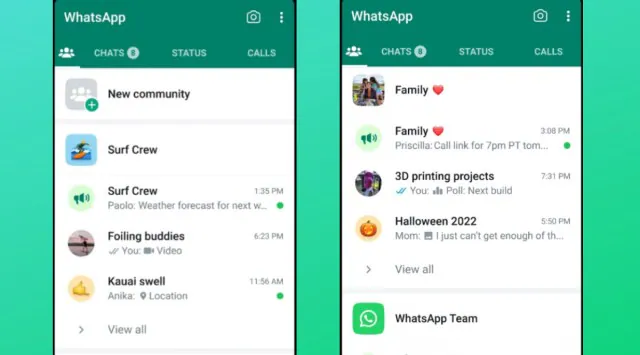 WhatsApp
CHATS 8 STATUS CALLS
New community
Surf Crew
Surf Crew 1:35 PM
Paolo: Weather forecast for next w...
Foiling buddies 6:23 PM
You: Video
Kauai swell 11:56 AM
Anika: Location
View all
WhatsApp
CHATS 8 STATUS CALLS
Family ❤️
Family ❤️ 3:08 PM
Priscilla: Call link for 7pm PT tom...
3D printing projects 7:31 PM
You: Poll: Next build
Halloween 2022 5:50 PM
Mom: I just can't get enough of th...
View all
WhatsApp Team